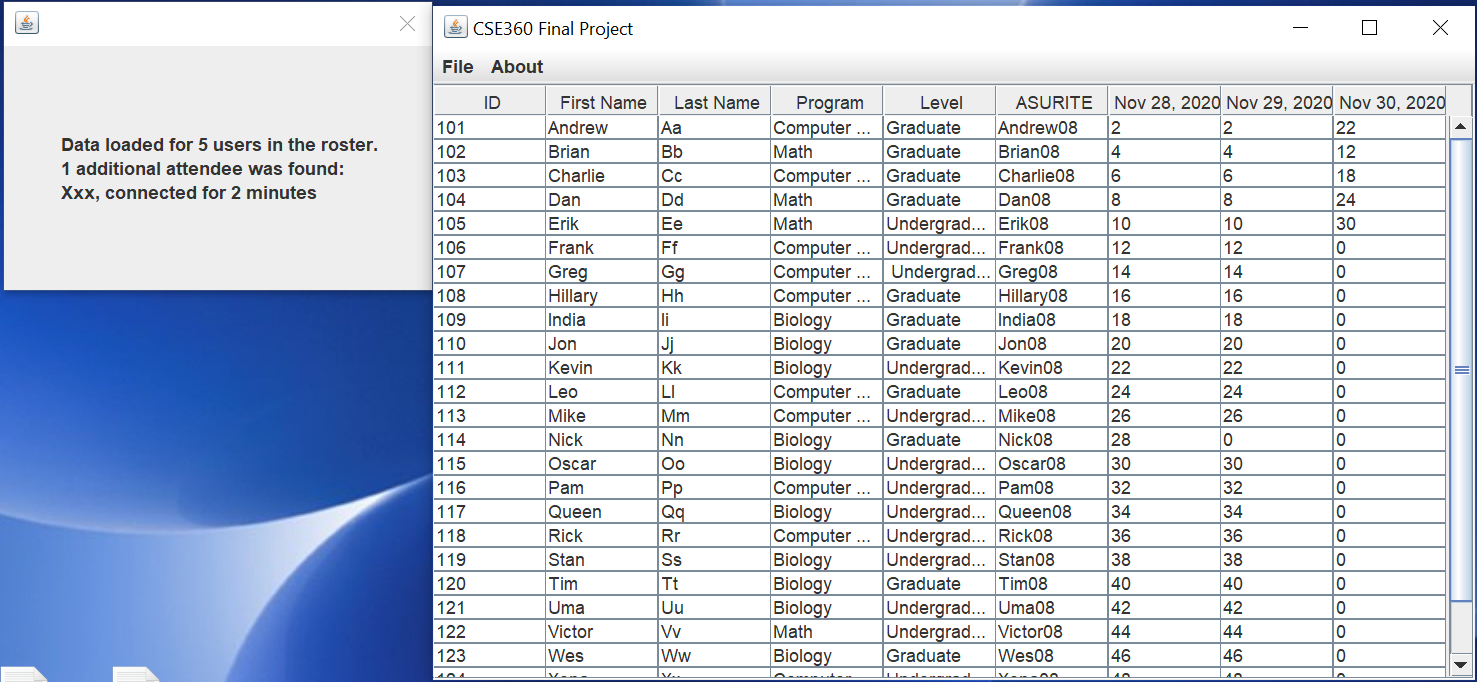 Data loaded for 5 users in the roster.
1 additional attendee was found:
Xxx, connected for 2 minutes
CSE360 Final Project
File About
ID First Name Last Name Program Level ASURITE Nov 28, 2020 Nov 29, 2020 Nov 30, 2020
101 Andrew Aa Computer ... Graduate Andrew08 2 2 22
102 Brian Bb Math Graduate Brian08 4 4 12
103 Charlie Cc Computer ... Graduate Charlie08 6 6 18
104 Dan Dd Math Graduate Dan08 8 8 24
105 Erik Ee Math Undergrad... Erik08 10 10 30
106 Frank Ff Computer ... Undergrad... Frank08 12 12 0
107 Greg Gg Computer ... Undergrad... Greg08 14 14 0
108 Hillary Hh Computer ... Graduate Hillary08 16 16 0
109 India Ii Biology Graduate India08 18 18 0
110 Jon Jj Biology Graduate Jon08 20 20 0
111 Kevin Kk Biology Undergrad... Kevin08 22 22 0
112 Leo Ll Computer ... Graduate Leo08 24 24 0
113 Mike Mm Computer ... Undergrad... Mike08 26 26 0
114 Nick Nn Biology Graduate Nick08 28 0 0
115 Oscar Oo Biology Undergrad... Oscar08 30 30 0
116 Pam Pp Computer ... Undergrad... Pam08 32 32 0
117 Queen Qq Biology Undergrad... Queen08 34 34 0
118 Rick Rr Computer ... Undergrad... Rick08 36 36 0
119 Stan Ss Biology Undergrad... Stan08 38 38 0
120 Tim Tt Biology Graduate Tim08 40 40 0
121 Uma Uu Biology Undergrad... Uma08 42 42 0
122 Victor Vv Math Undergrad... Victor08 44 44 0
123 Wes Ww Biology Graduate Wes08 46 46 0